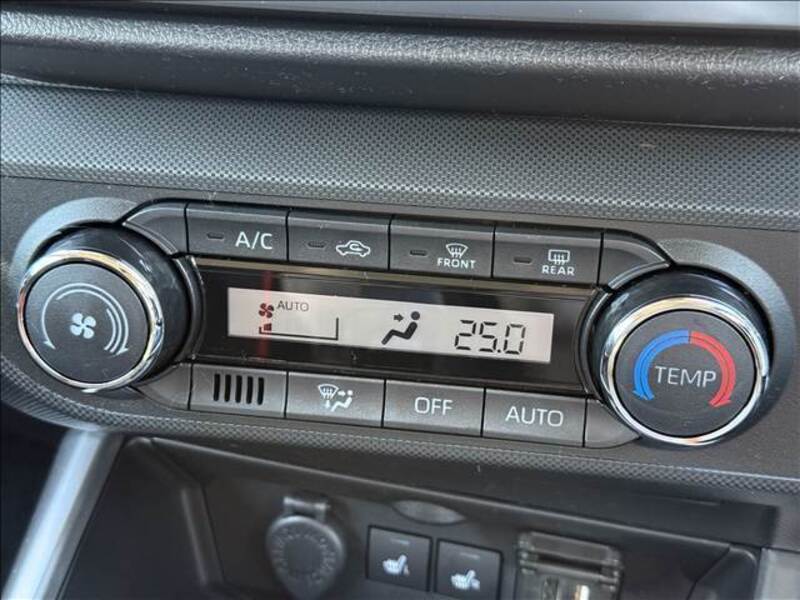 A/C
FRONT
REAR
AUTO
25.0
TEMP
OFF
AUTO